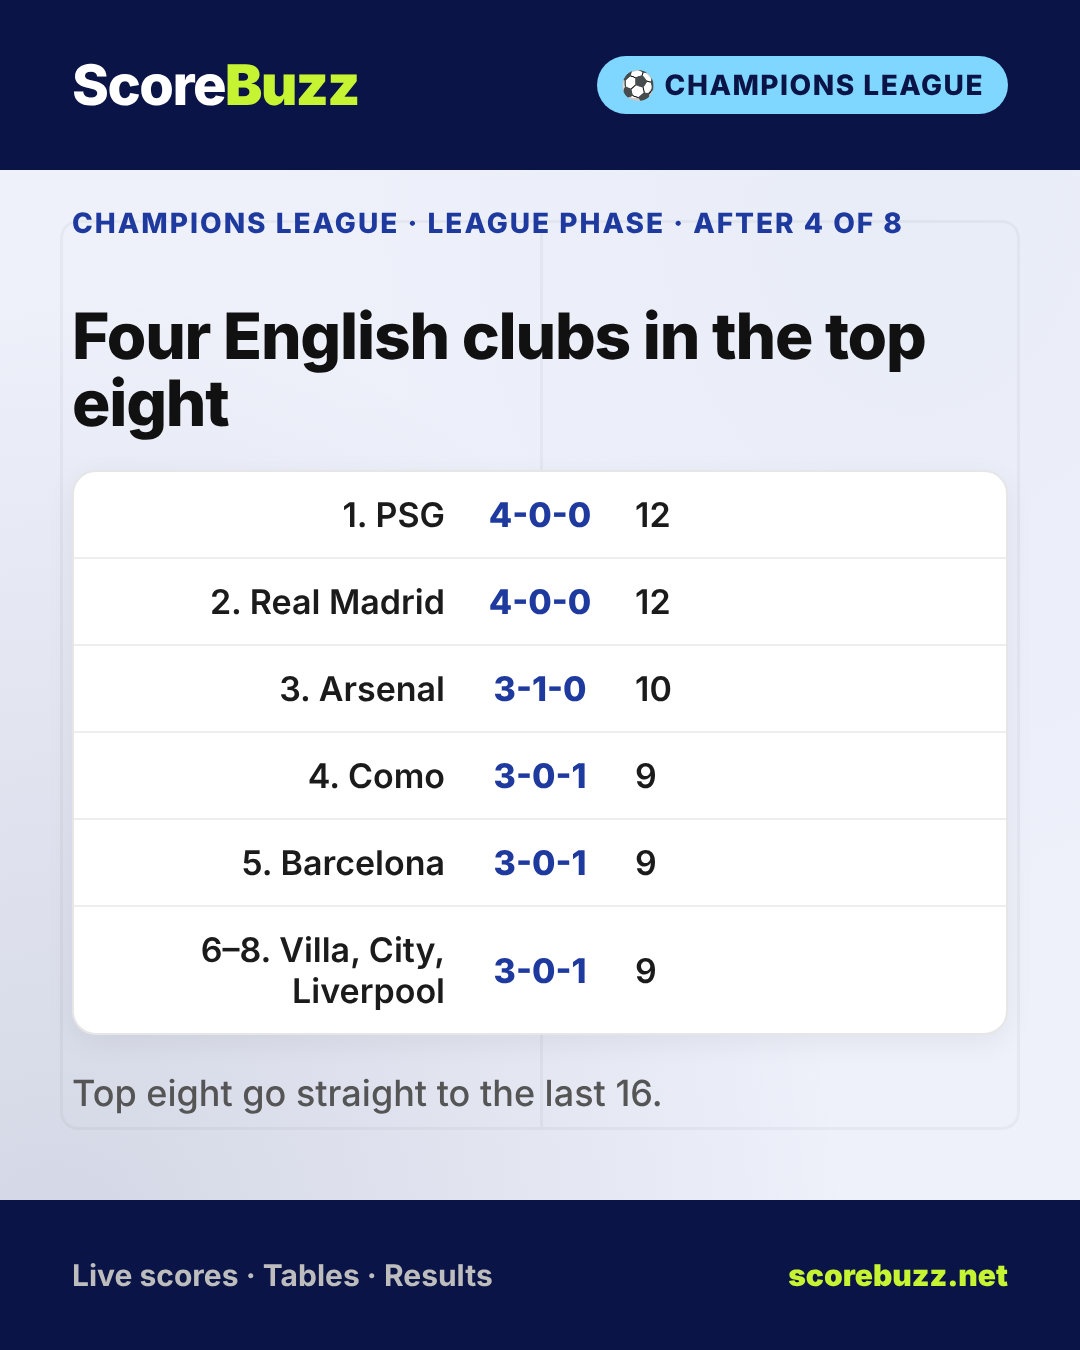 ScoreBuzz
⚽ CHAMPIONS LEAGUE
CHAMPIONS LEAGUE · LEAGUE PHASE · AFTER 4 OF 8
Four English clubs in the top
eight
1. PSG 4-0-0 12
2. Real Madrid 4-0-0 12
3. Arsenal 3-1-0 10
4. Como 3-0-1 9
5. Barcelona 3-0-1 9
6–8. Villa, City,
Liverpool 3-0-1 9
Top eight go straight to the last 16.
Live scores · Tables · Results
scorebuzz.net